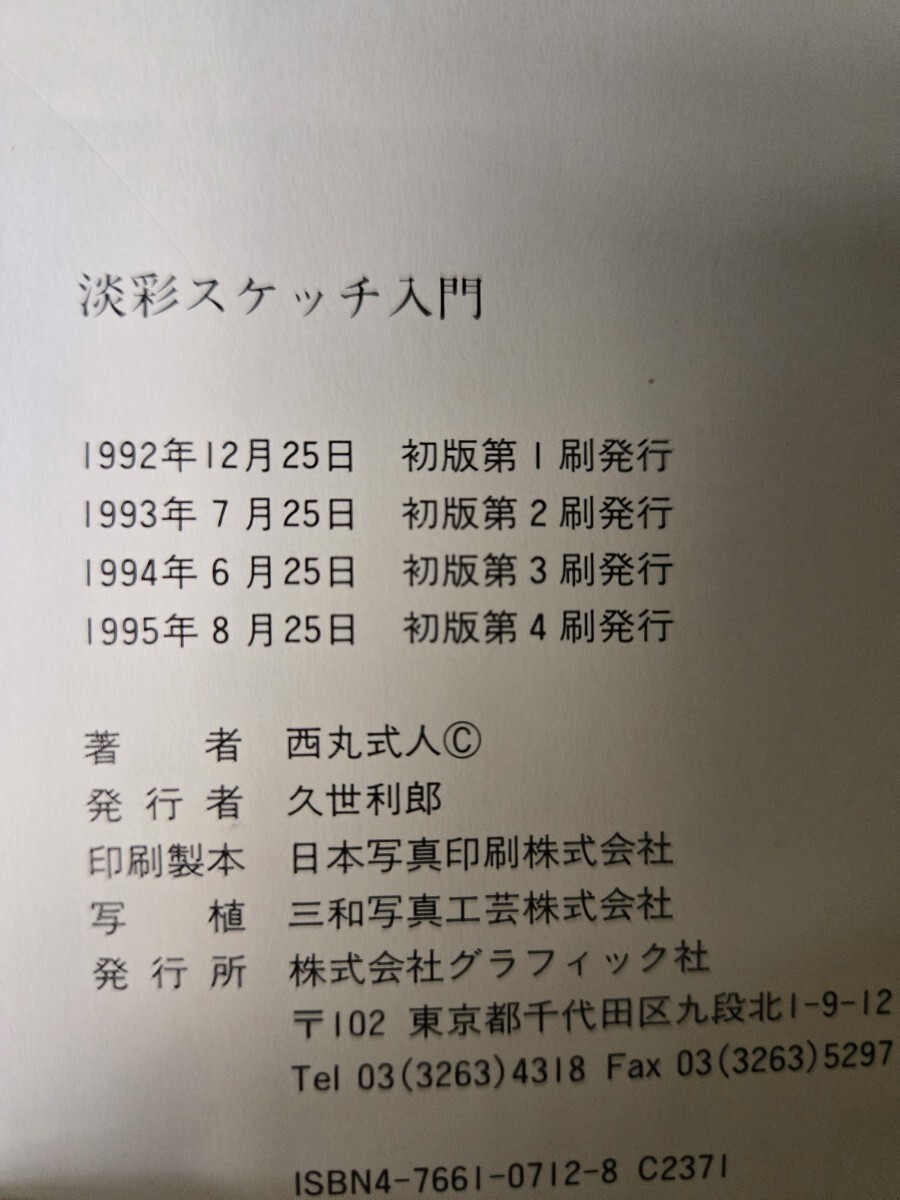 淡彩スケッチ入門
1992年12月25日　初版第1刷発行
1993年 7 月25日　初版第2刷発行
1994年 6 月25日　初版第3刷発行
1995年 8 月25日　初版第4刷発行
著　　者　西丸式人Ⓒ
発 行 者　久世利郎
印刷製本　日本写真印刷株式会社
写　　植　三和写真工芸株式会社
発 行 所　株式会社グラフィック社
〒102 東京都千代田区九段北1-9-12
Tel 03(3263)4318 Fax 03(3263)5297
ISBN4-7661-0712-8 C2371